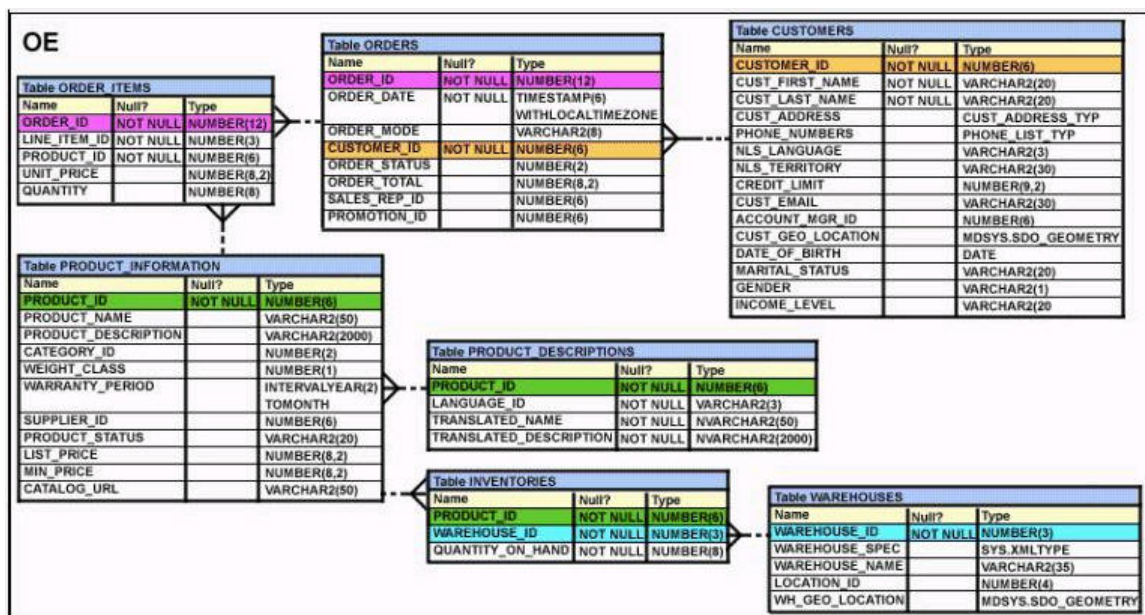 OE
Table ORDER_ITEMS
Name Null? Type
ORDER_ID NOT NULL NUMBER(12)
LINE_ITEM_ID NOT NULL NUMBER(3)
PRODUCT_ID NOT NULL NUMBER(6)
UNIT_PRICE NUMBER(8,2)
QUANTITY NUMBER(8)
Table ORDERS
Name Null? Type
ORDER_ID NOT NULL NUMBER(12)
ORDER_DATE NOT NULL TIMESTAMP(6)
WITHLOCALTIMEZONE
ORDER_MODE VARCHAR2(8)
CUSTOMER_ID NOT NULL NUMBER(6)
ORDER_STATUS NUMBER(2)
ORDER_TOTAL NUMBER(8,2)
SALES_REP_ID NUMBER(6)
PROMOTION_ID NUMBER(6)
Table CUSTOMERS
Name Null? Type
CUSTOMER_ID NOT NULL NUMBER(6)
CUST_FIRST_NAME NOT NULL VARCHAR2(20)
CUST_LAST_NAME NOT NULL VARCHAR2(20)
CUST_ADDRESS CUST_ADDRESS_TYP
PHONE_NUMBERS PHONE_LIST_TYP
NLS_LANGUAGE VARCHAR2(3)
NLS_TERRITORY VARCHAR2(30)
CREDIT_LIMIT NUMBER(9,2)
CUST_EMAIL VARCHAR2(30)
ACCOUNT_MGR_ID NUMBER(6)
CUST_GEO_LOCATION MDSYS.SDO_GEOMETRY
DATE_OF_BIRTH DATE
MARITAL_STATUS VARCHAR2(20)
GENDER VARCHAR2(1)
INCOME_LEVEL VARCHAR2(20
Table PRODUCT_INFORMATION
Name Null? Type
PRODUCT_ID NOT NULL NUMBER(6)
PRODUCT_NAME VARCHAR2(50)
PRODUCT_DESCRIPTION VARCHAR2(2000)
CATEGORY_ID NUMBER(2)
WEIGHT_CLASS NUMBER(1)
WARRANTY_PERIOD INTERVALYEAR(2)
TOMONTH
SUPPLIER_ID NUMBER(6)
PRODUCT_STATUS VARCHAR2(20)
LIST_PRICE NUMBER(8,2)
MIN_PRICE NUMBER(8,2)
CATALOG_URL VARCHAR2(50)
Table PRODUCT_DESCRIPTIONS
Name Null? Type
PRODUCT_ID NOT NULL NUMBER(6)
LANGUAGE_ID NOT NULL VARCHAR2(3)
TRANSLATED_NAME NOT NULL NVARCHAR2(50)
TRANSLATED_DESCRIPTION NOT NULL NVARCHAR2(2000)
Table INVENTORIES
Name Null? Type
PRODUCT_ID NOT NULL NUMBER(6)
WAREHOUSE_ID NOT NULL NUMBER(3)
QUANTITY_ON_HAND NOT NULL NUMBER(8)
Table WAREHOUSES
Name Null? Type
WAREHOUSE_ID NOT NULL NUMBER(3)
WAREHOUSE_SPEC SYS.XMLTYPE
WAREHOUSE_NAME VARCHAR2(35)
LOCATION_ID NUMBER(4)
WH_GEO_LOCATION MDSYS.SDO_GEOMETRY